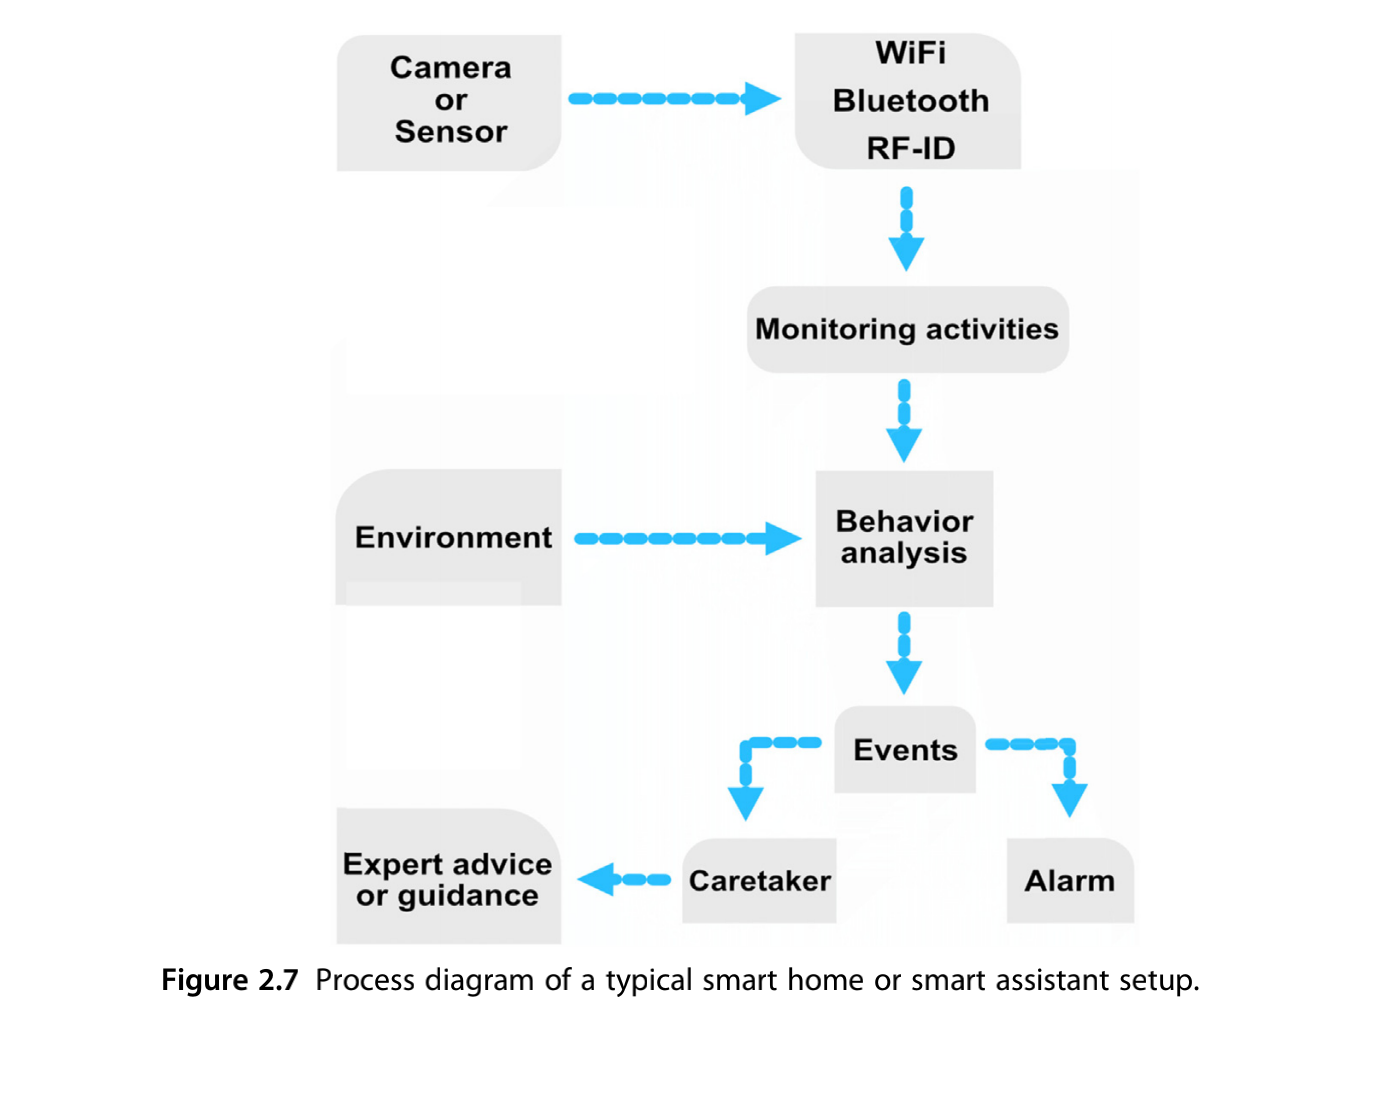 Camera
or
Sensor
WiFi
Bluetooth
RF-ID
Monitoring activities
Environment
Behavior
analysis
Events
Expert advice
or guidance
Caretaker
Alarm
Figure 2.7 Process diagram of a typical smart home or smart assistant setup.